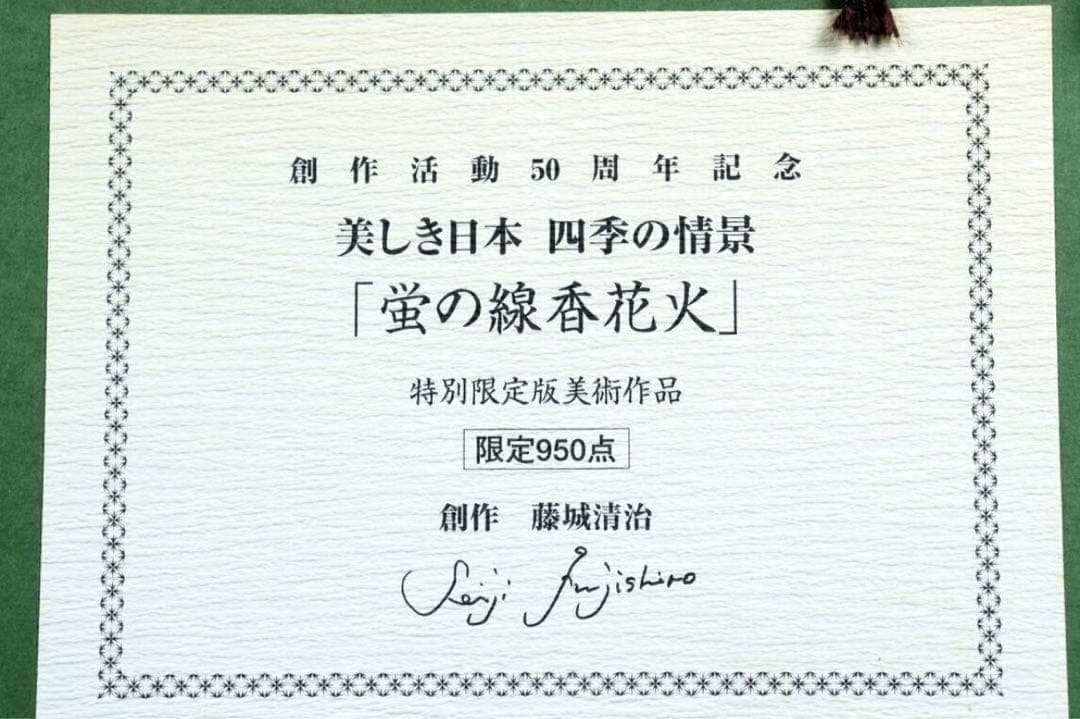 創作活動50周年記念
美しき日本 四季の情景
「蛍の線香花火」
特別限定版美術作品
限定950点
創作 藤城清治
Seiji Fujishiro